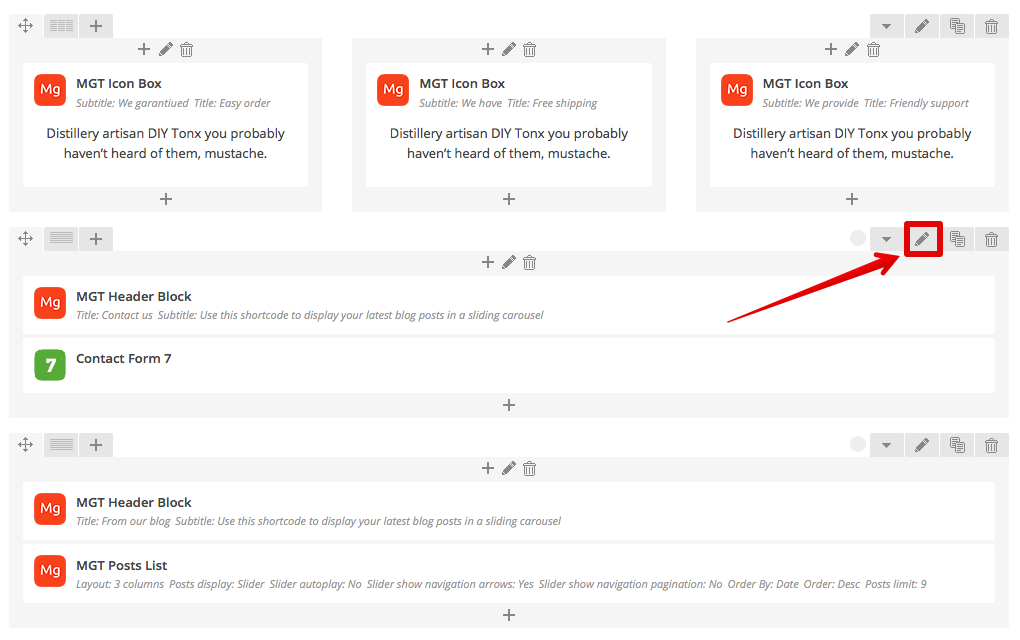 Mg MGT Icon Box
Subtitle: We garantiued Title: Easy order
Distillery artisan DIY Tonx you probably
haven't heard of them, mustache.
Mg MGT Icon Box
Subtitle: We have Title: Free shipping
Distillery artisan DIY Tonx you probably
haven't heard of them, mustache.
Mg MGT Icon Box
Subtitle: We provide Title: Friendly support
Distillery artisan DIY Tonx you probably
haven't heard of them, mustache.
Mg MGT Header Block
Title: Contact us Subtitle: Use this shortcode to display your latest blog posts in a sliding carousel
7 Contact Form 7
Mg MGT Header Block
Title: From our blog Subtitle: Use this shortcode to display your latest blog posts in a sliding carousel
Mg MGT Posts List
Layout: 3 columns Posts display: Slider Slider autoplay: No Slider show navigation arrows: Yes Slider show navigation pagination: No Order By: Date Order: Desc Posts limit: 9